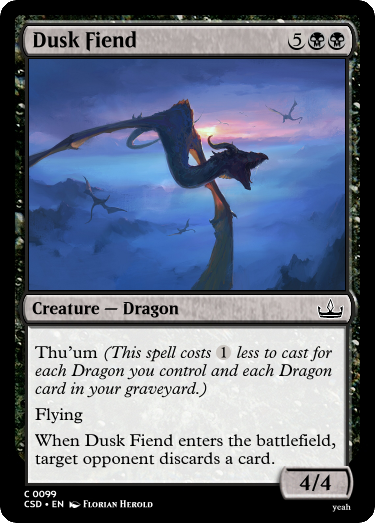 Dusk Fiend 5
Creature — Dragon
Thu'um (This spell costs 1 less to cast for
each Dragon you control and each Dragon
card in your graveyard.)
Flying
When Dusk Fiend enters the battlefield,
target opponent discards a card.
4/4
C 0099
CSD • EN Florian Herold
yeah